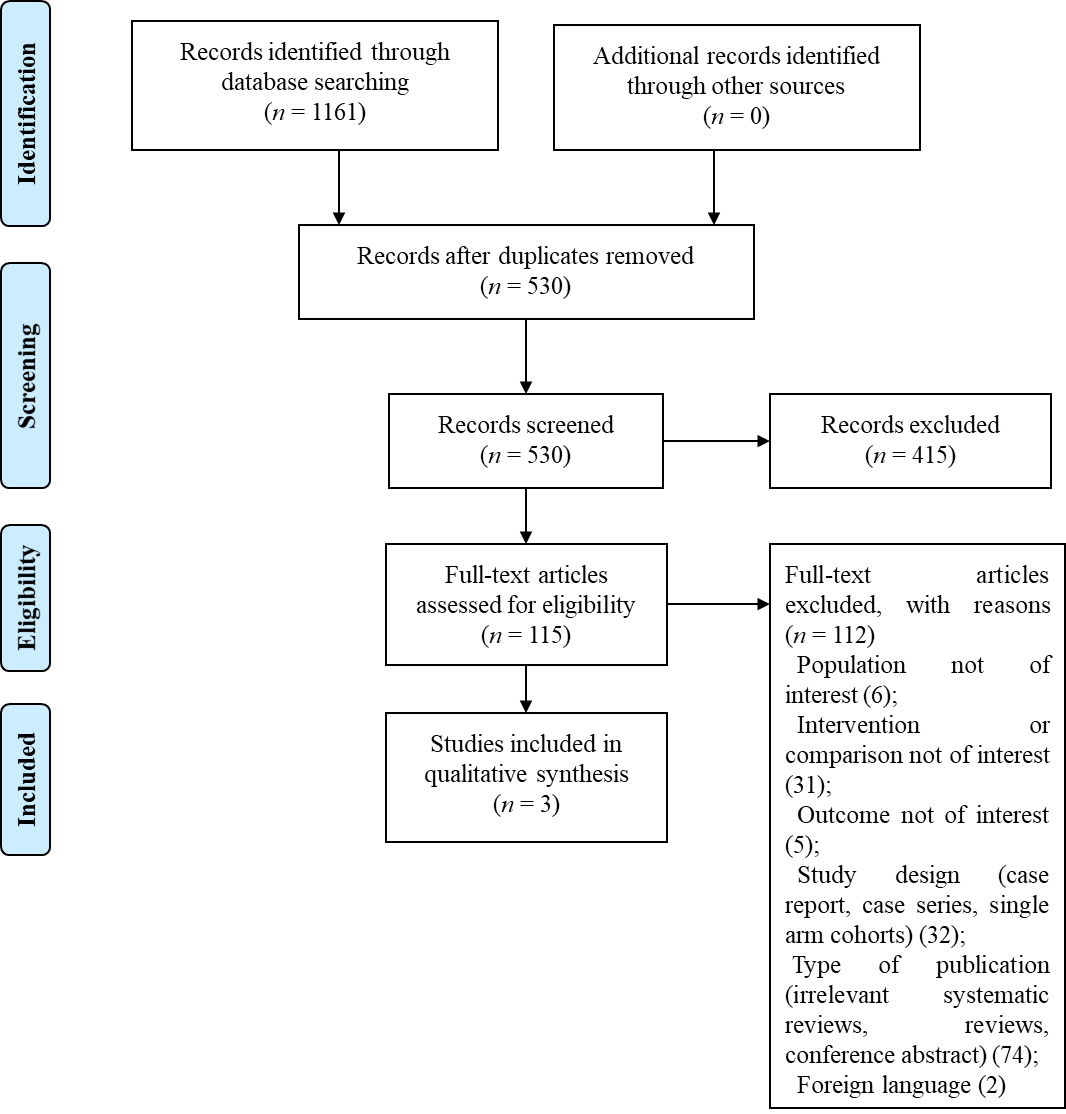 Identification
Records identified through
database searching
(n = 1161)
Additional records identified
through other sources
(n = 0)
Records after duplicates removed
(n = 530)
Screening
Records screened
(n = 530)
Records excluded
(n = 415)
Eligibility
Full-text articles
assessed for eligibility
(n = 115)
Full-text articles
excluded, with reasons
(n = 112)
Population not of
interest (6);
Intervention or
comparison not of interest
(31);
Outcome not of interest
(5);
Study design (case
report, case series, single
arm cohorts) (32);
Type of publication
(irrelevant systematic
reviews, reviews,
conference abstract) (74);
Foreign language (2)
Included
Studies included in
qualitative synthesis
(n = 3)